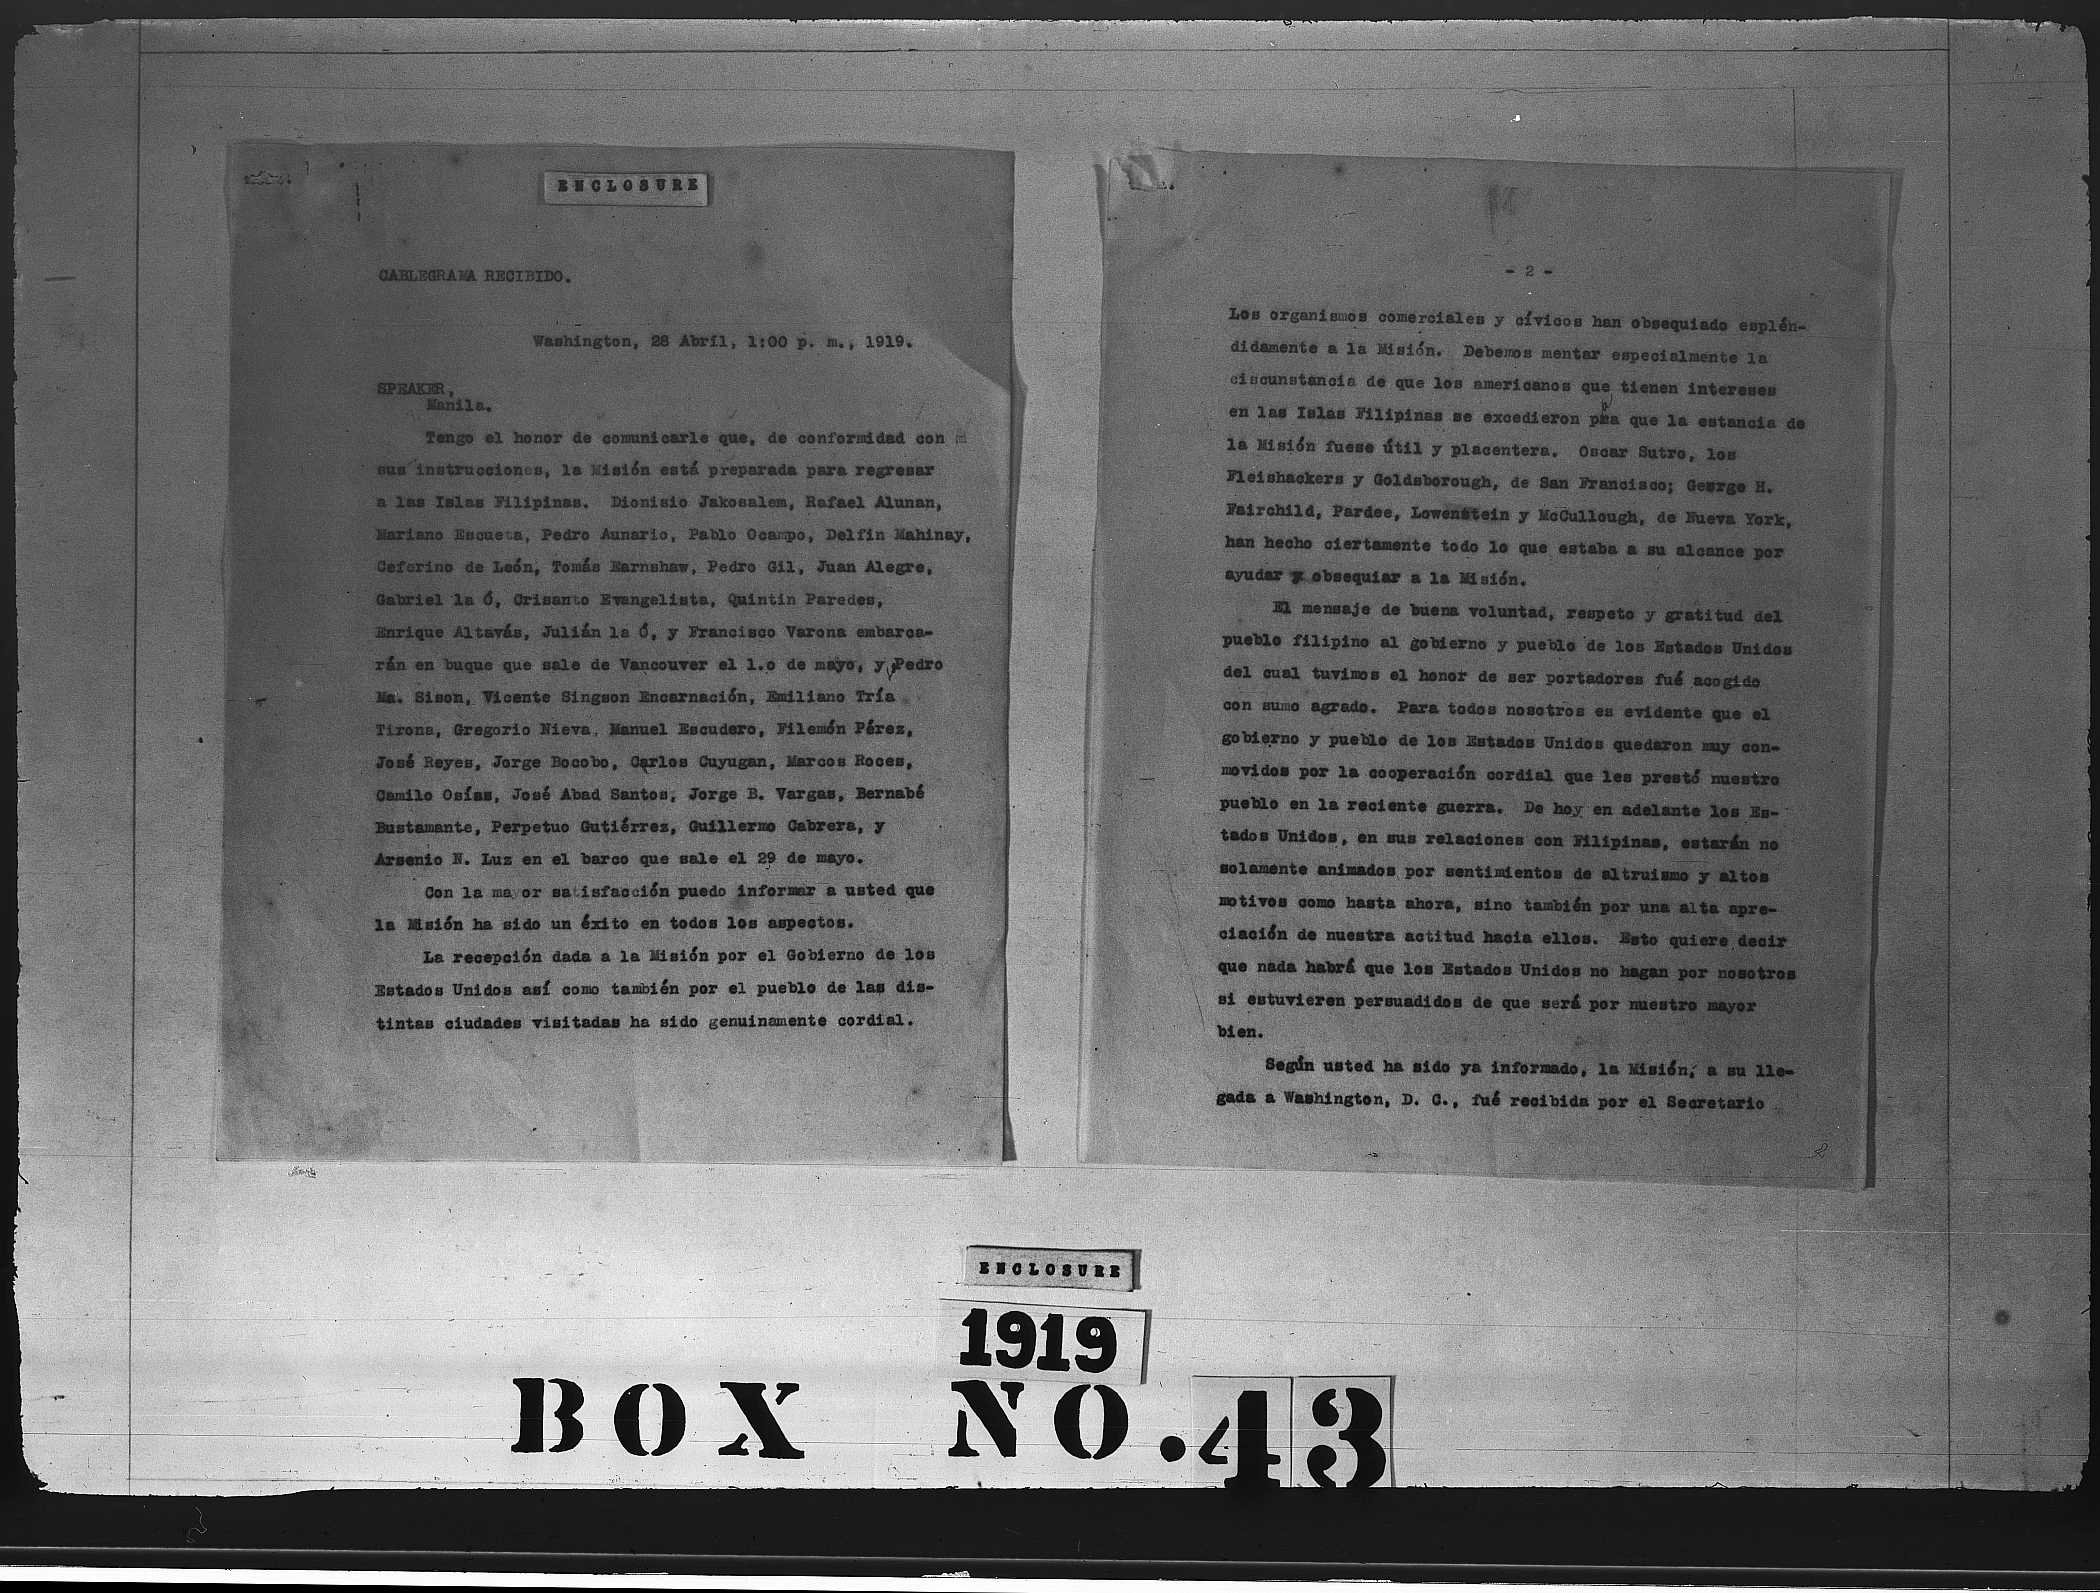 ENCLOSURE
CABLEGRAMA RECIBIDO.
Washington, 28 Abril, 1:00 p. m., 1919.
SPEAKER,
Manila.
Tengo el honor de comunicarle que, de conformidad con
sus instrucciones, la Misión está preparada para regresar
a las Islas Filipinas. Dionisio Jakosalem, Rafael Alunan,
Mariano Escueta, Pedro Aunario, Pablo Ocampo, Delfin Mahinay,
Ceferino de León, Tomás Earnshaw, Pedro Gil, Juan Alegre,
Gabriel la Ó, Crisanto Evangelista, Quintin Paredes,
Enrique Altavás, Julián la Ó, y Francisco Varona embarca-
rán en buque que sale de Vancouver el 1.o de mayo, y Pedro
Ma. Sison, Vicente Singson Encarnación, Emiliano Tría
Tirona, Gregorio Nieva, Manuel Escudero, Filemón Pérez,
José Reyes, Jorge Bocobo, Carlos Cuyugan, Marcos Roces,
Camilo Osías, José Abad Santos, Jorge B. Vargas, Bernabé
Bustamante, Perpetuo Gutiérrez, Guillermo Cabrera, y
Arsenio N. Luz en el barco que sale el 29 de mayo.
Con la mayor satisfacción puedo informar a usted que
la Misión ha sido un éxito en todos los aspectos.
La recepción dada a la Misión por el Gobierno de los
Estados Unidos así como también por el pueblo de las dis-
tintas ciudades visitadas ha sido genuinamente cordial.
- 2 -
Los organismos comerciales y cívicos han obsequiado esplén-
didamente a la Misión. Debemos mentar especialmente la
ciscunstancia de que los americanos que tienen intereses
en las Islas Filipinas se excedieron para que la estancia de
la Misión fuese útil y placentera. Oscar Sutro, los
Fleishackers y Goldsborough, de San Francisco; George H.
Fairchild, Pardee, Lowenstein y McCullough, de Nueva York,
han hecho ciertamente todo lo que estaba a su alcance por
ayudar y obsequiar a la Misión.
El mensaje de buena voluntad, respeto y gratitud del
pueblo filipino al gobierno y pueblo de los Estados Unidos
del cual tuvimos el honor de ser portadores fué acogido
con sumo agrado. Para todos nosotros es evidente que el
gobierno y pueblo de los Estados Unidos quedaron muy con-
movidos por la cooperación cordial que les prestó nuestro
pueblo en la reciente guerra. De hoy en adelante los Es-
tados Unidos, en sus relaciones con Filipinas, estarán no
solamente animados por sentimientos de altruismo y altos
motivos como hasta ahora, sino también por una alta apre-
ciación de nuestra actitud hacia ellos. Esto quiere decir
que nada habrá que los Estados Unidos no hagan por nosotros
si estuvieren persuadidos de que será por nuestro mayor
bien.
Según usted ha sido ya informado, la Misión, a su lle-
gada a Washington, D. C., fué recibida por el Secretario
2
ENCLOSURE
1919
BOX NO.43